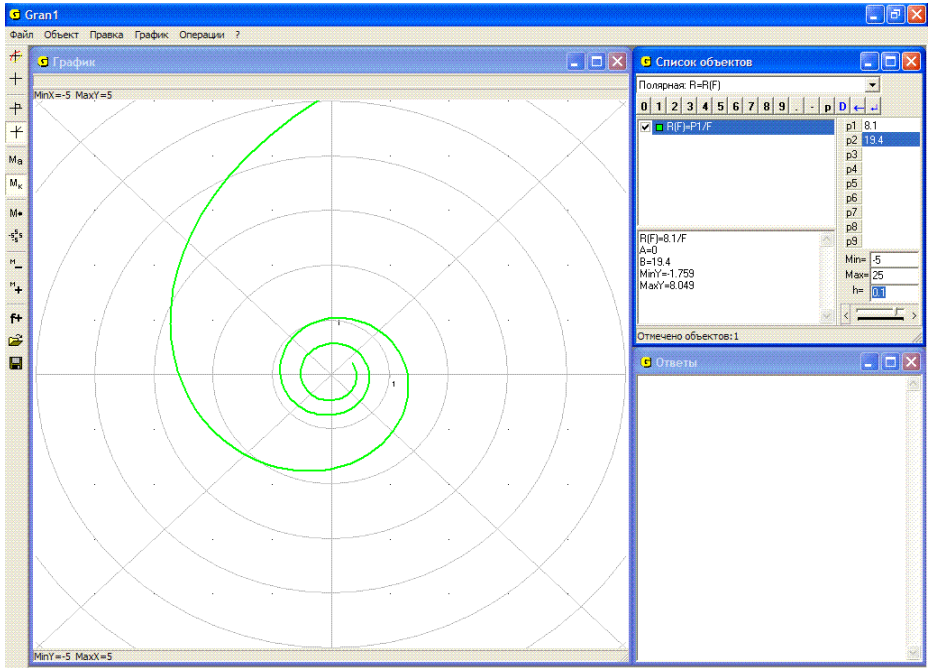 Gran1
Файл Объект Правка График Операции ?
График
MinX=-5 MaxY=5
1
1
MinY=-5 MaxX=5
Ma
Mк
M
-s s s s
M
M
f+
Список объектов
Полярная: R=R(F)
0 1 2 3 4 5 6 7 8 9 . - p D
R(F)=P1/F
p1 8.1
p2 19.4
p3
p4
p5
p6
p7
p8
p9
R(F)=8.1/F
A=0
B=19.4
MinY=-1.759
MaxY=8.049
Min= -5
Max= 25
h= 0.1
Отмечено объектов:1
Ответы